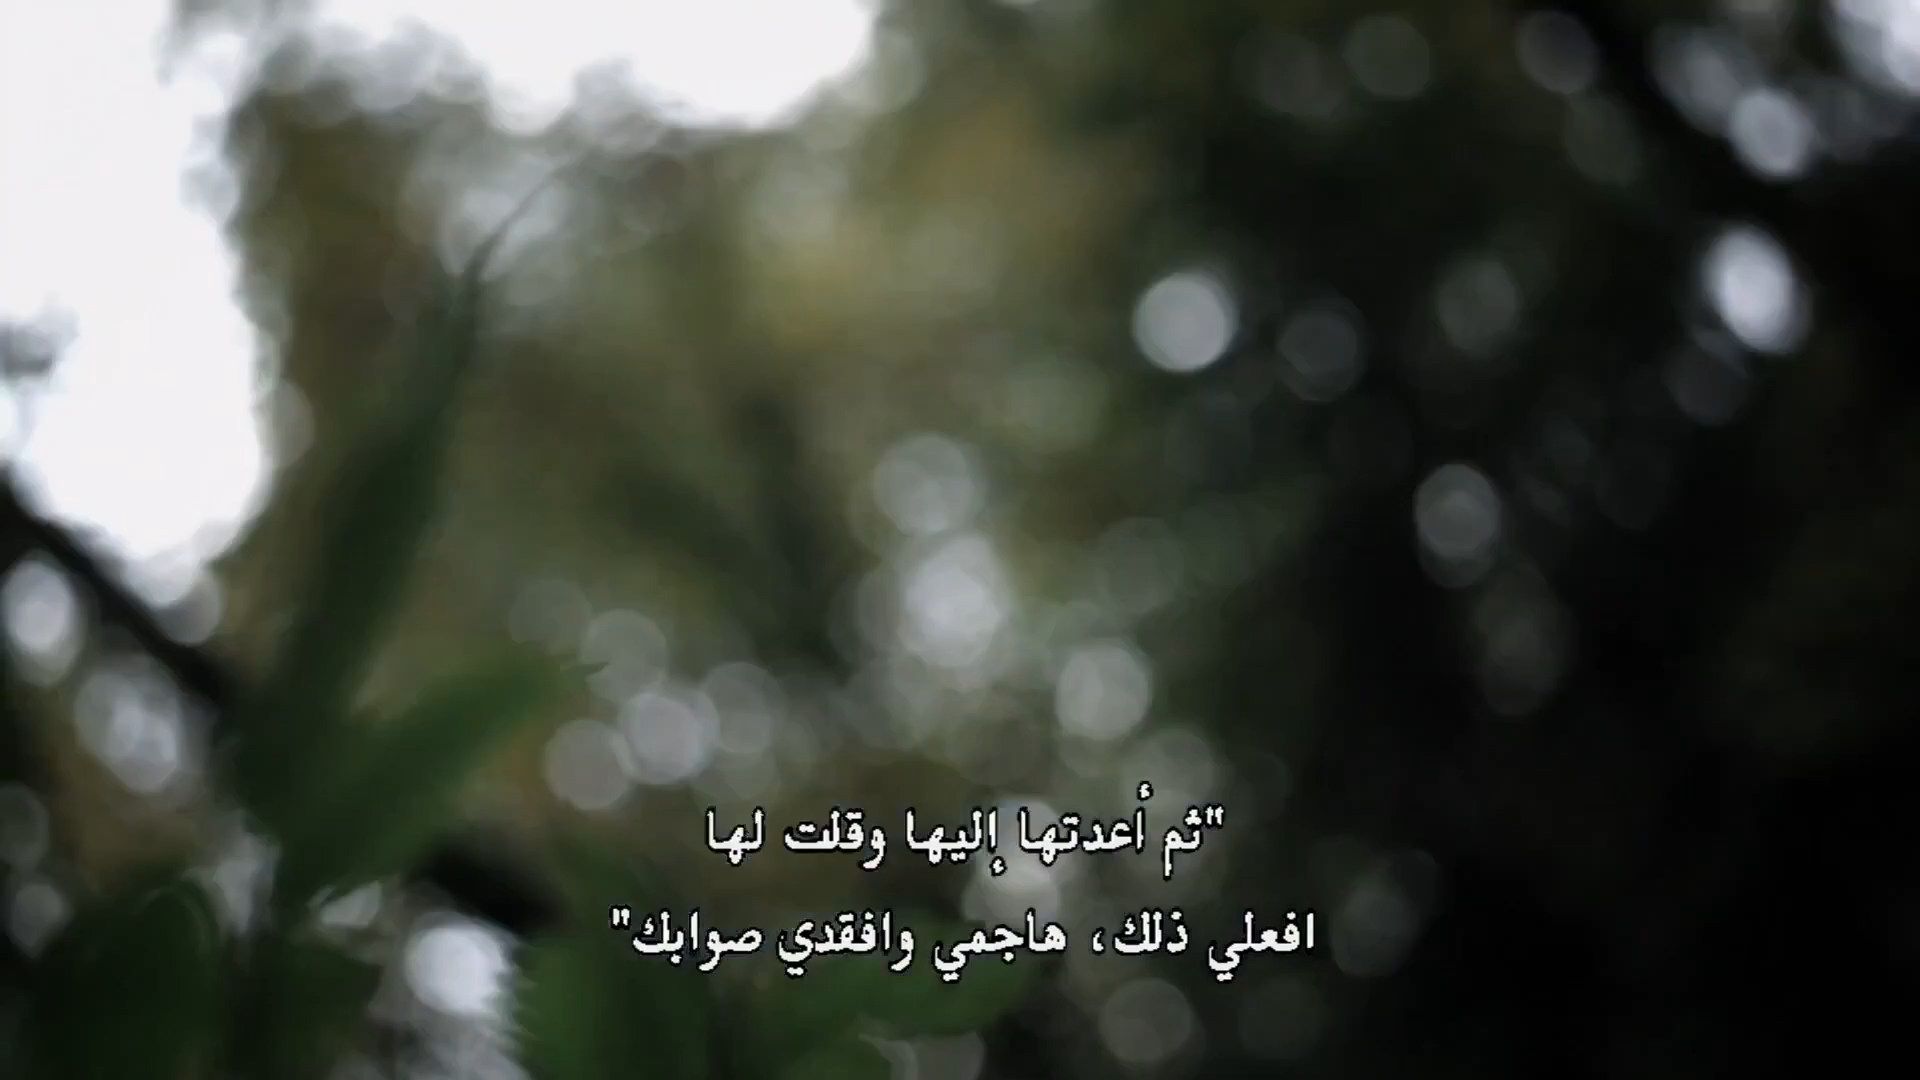 "ثم أعدتها إليها وقلت لها
افعلي ذلك، هاجمي وافقدي صوابك"